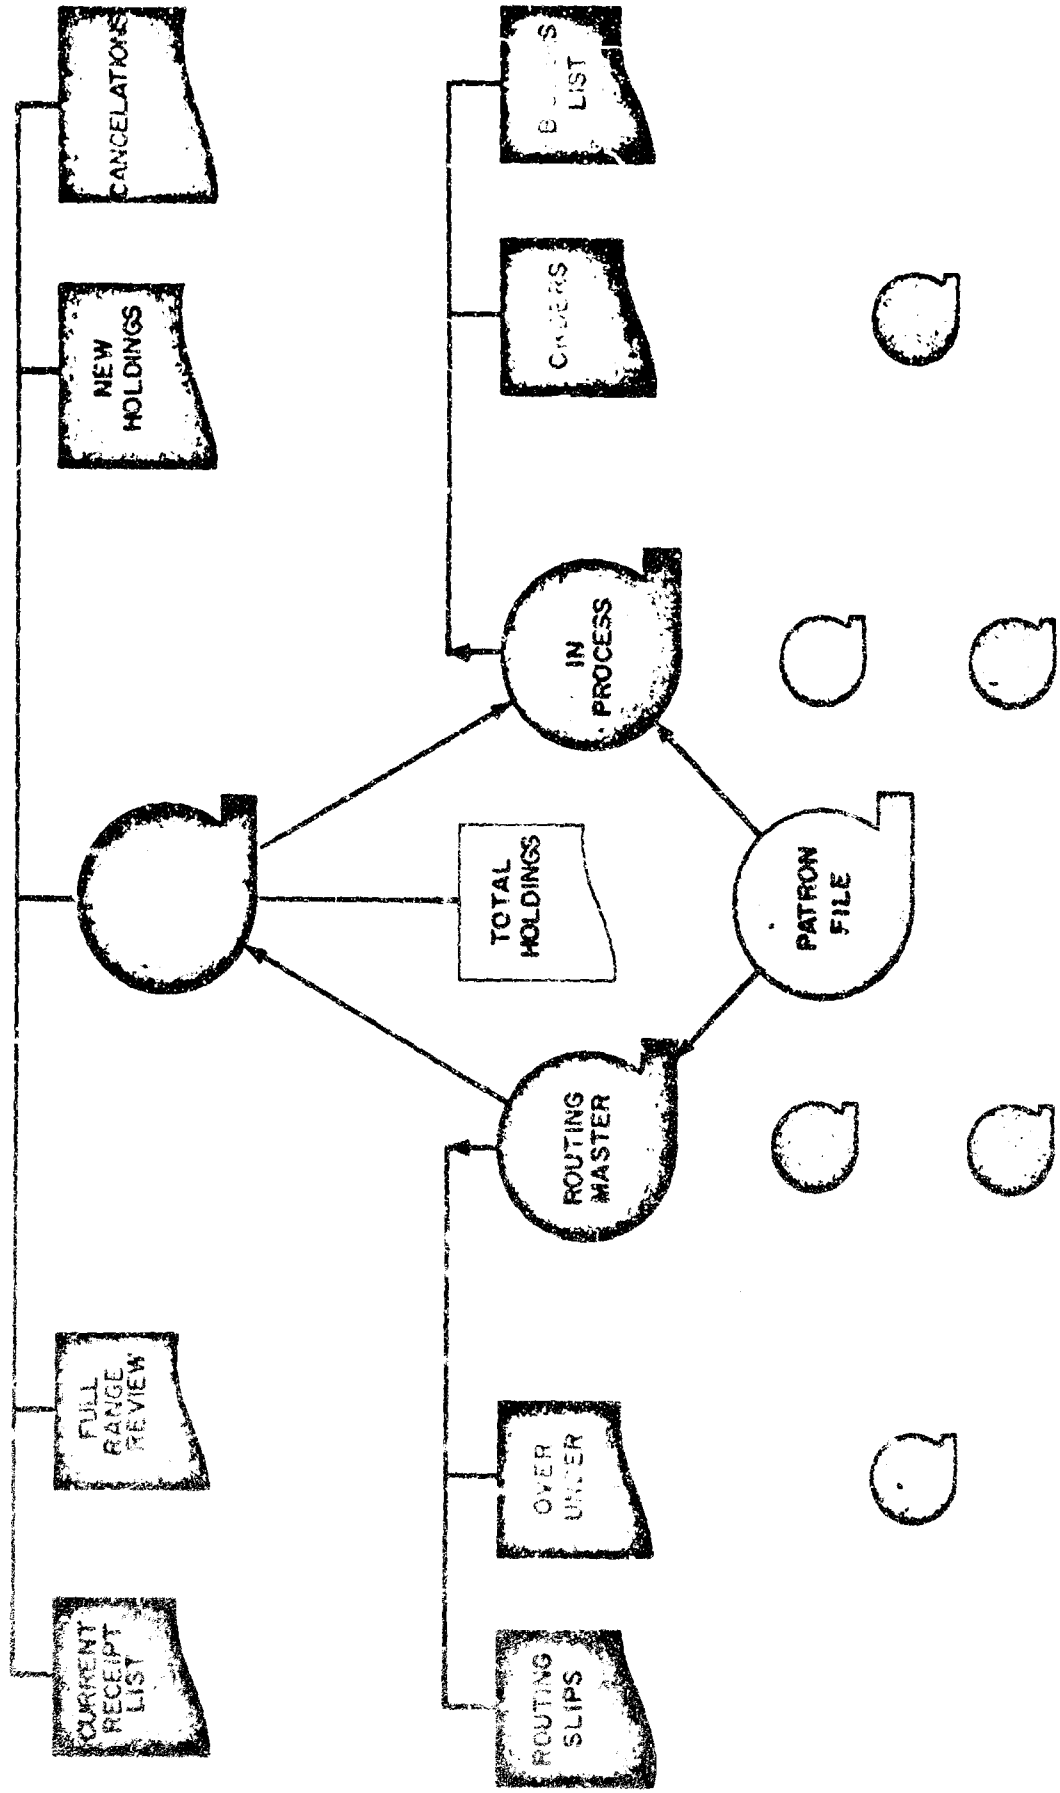 CURRENT
RECEIPT
LIST
FULL
RANGE
REVIEW
NEW
HOLDINGS
CANCELATIONS
ROUTING
SLIPS
OVER
UNDER
ROUTING
MASTER
TOTAL
HOLDINGS
IN
PROCESS
ORDERS
LIST
PATRON
FILE